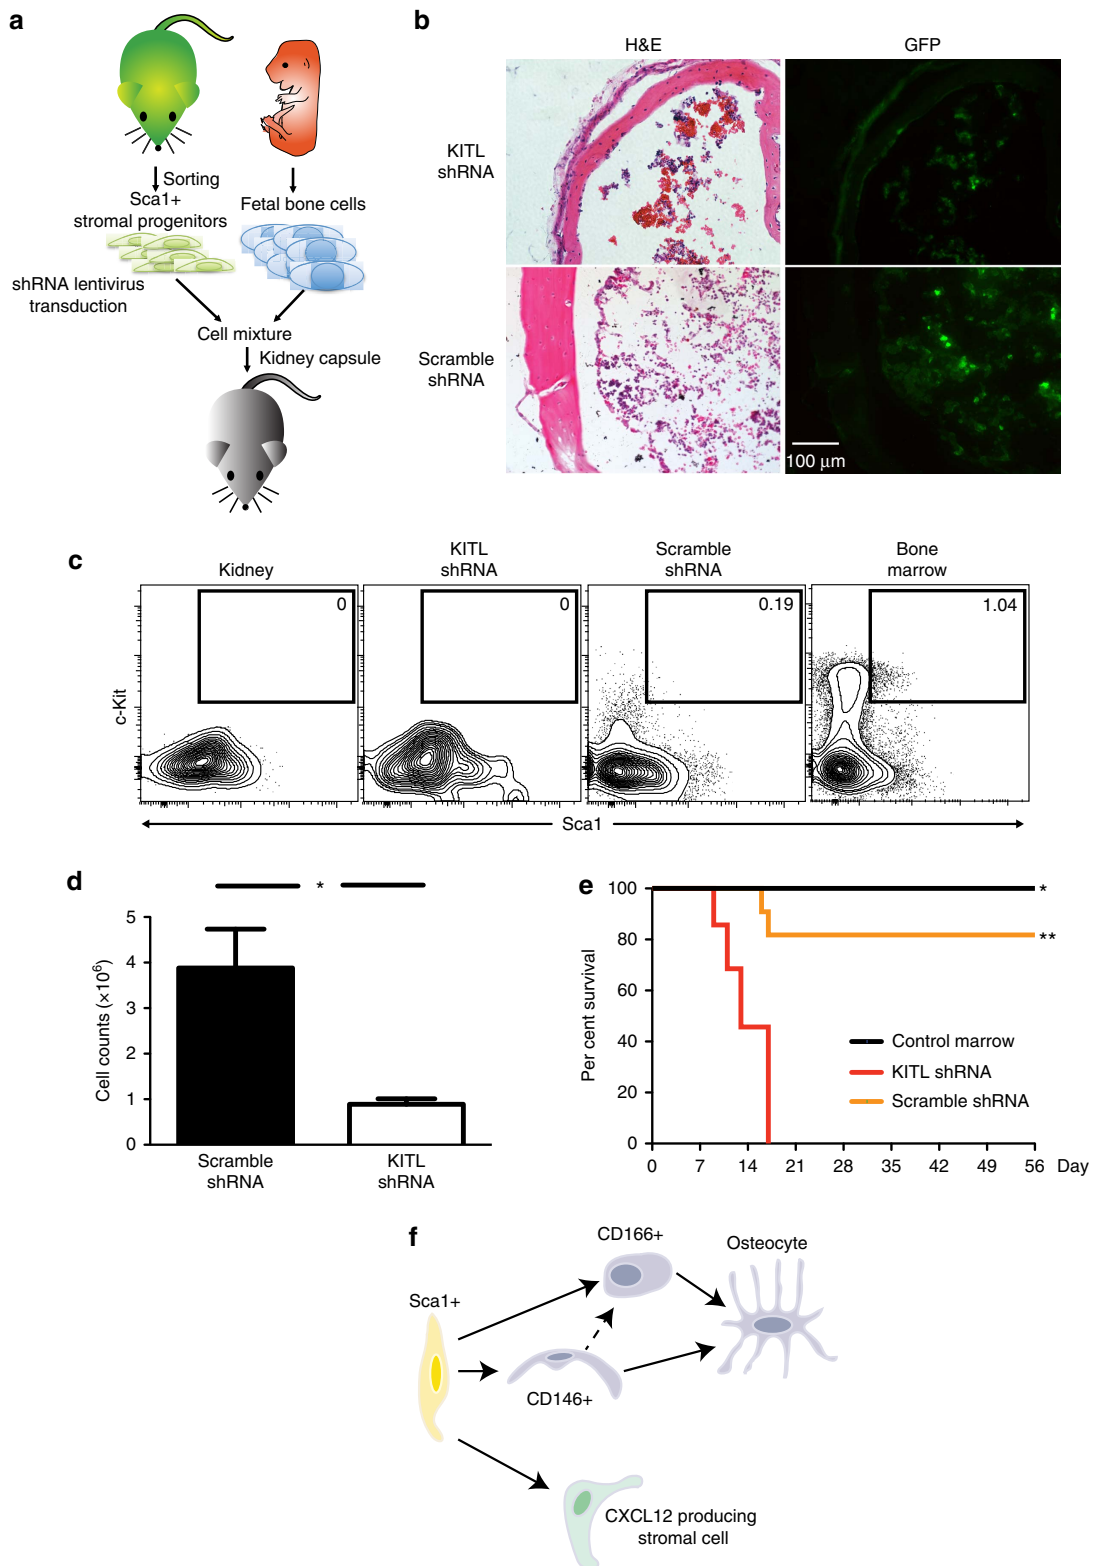 a
Sorting
Sca1+
stromal progenitors
Fetal bone cells
shRNA lentivirus
transduction
Cell mixture
Kidney capsule
b
H&E
GFP
KITL
shRNA
Scramble
shRNA
100 µm
c
Kidney
KITL
shRNA
Scramble
shRNA
Bone
marrow
0
0
0.19
1.04
c-Kit
Sca1
d
*
Cell counts (×10⁶)
5
4
3
2
1
0
Scramble
shRNA
KITL
shRNA
e
Per cent survival
100
80
60
40
20
0
*
**
Control marrow
KITL shRNA
Scramble shRNA
0 7 14 21 28 35 42 49 56 Day
f
CD166+
Osteocyte
Sca1+
CD146+
CXCL12 producing
stromal cell